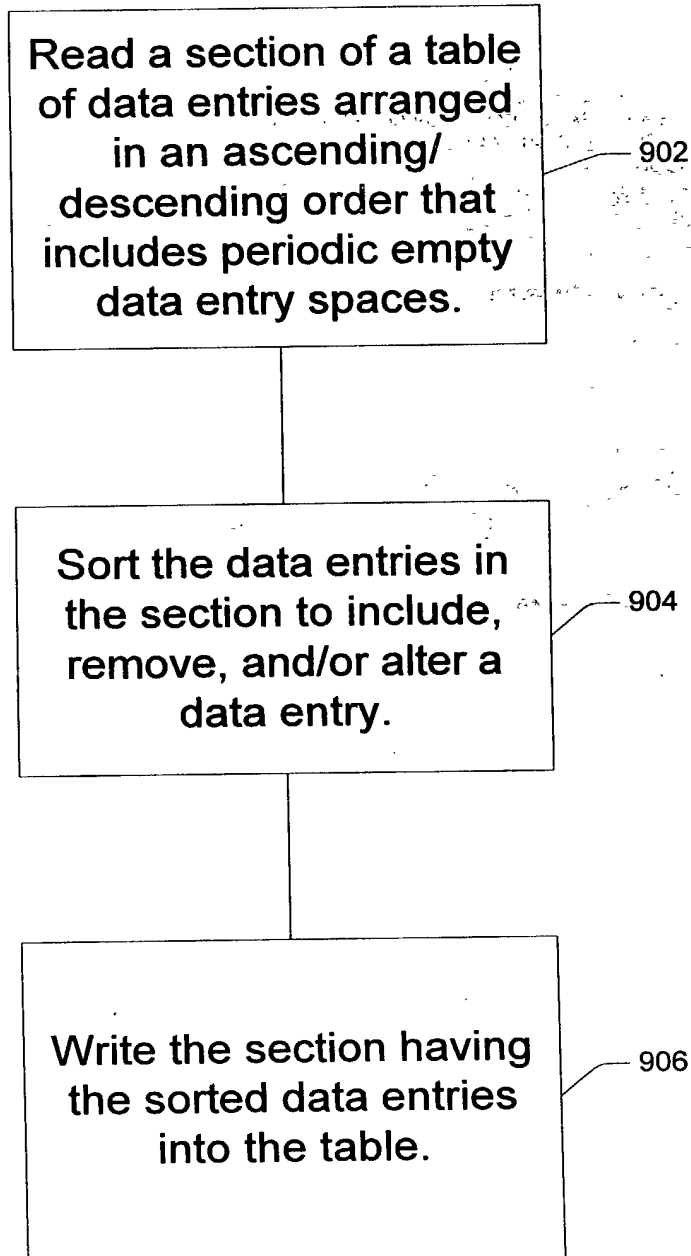 Read a section of a table
of data entries arranged
in an ascending/
descending order that
includes periodic empty
data entry spaces.
902
Sort the data entries in
the section to include,
remove, and/or alter a
data entry.
904
Write the section having
the sorted data entries
into the table.
906